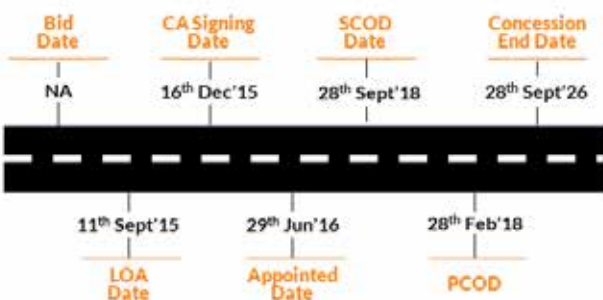 Bid
Date
CA Signing
Date
SCOD
Date
Concession
End Date
NA
16th Dec'15
28th Sept'18
28th Sept'26
11th Sept'15
29th Jun'16
28th Feb'18
LOA
Date
Appointed
Date
PCOD